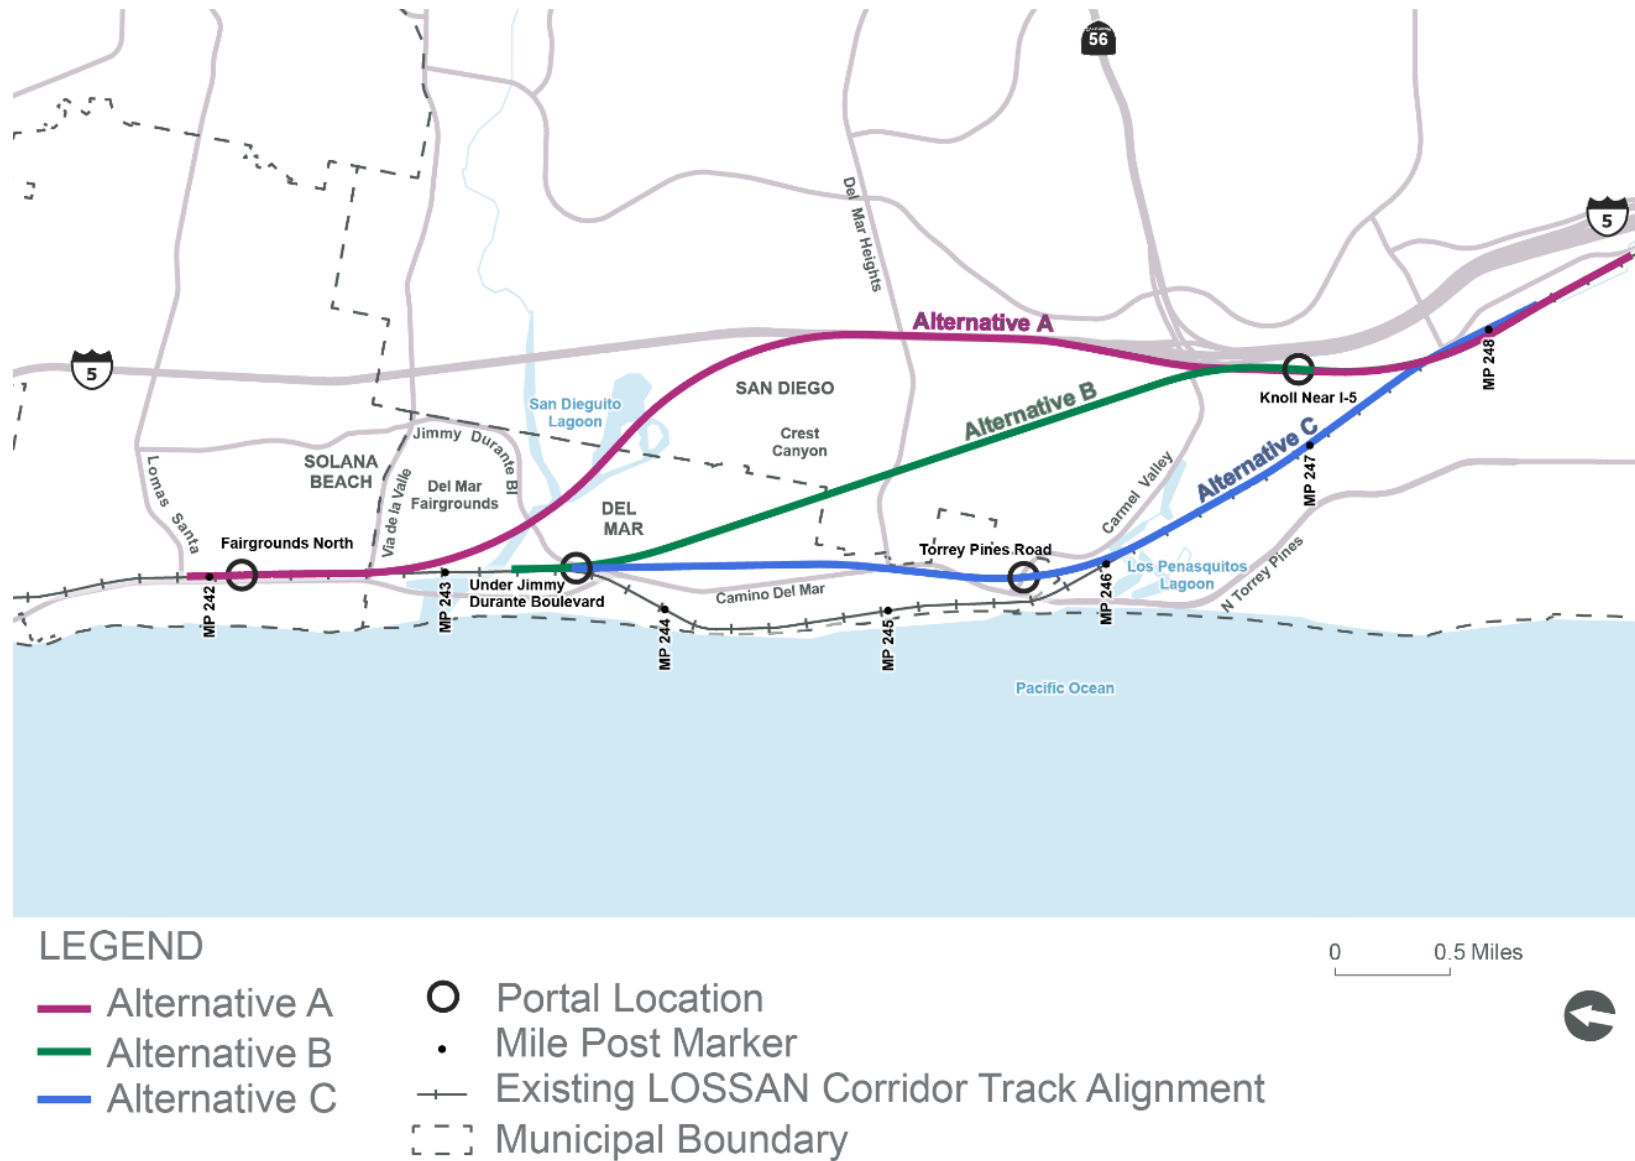 CALIFORNIA
56
5
Del Mar Heights
Alternative A
5
MP 248
SAN DIEGO
Knoll Near I-5
San Dieguito
Lagoon
Alternative B
Crest
Canyon
Jimmy Durante Bl
SOLANA
BEACH
Alternative C
MP 247
Lomas Santa
Via de la Valle
Del Mar
Fairgrounds
DEL
MAR
Carmel Valley
Fairgrounds North
Torrey Pines Road
Los Penasquitos
Lagoon
N Torrey Pines
Under Jimmy
Durante Boulevard
Camino Del Mar
MP 242
MP 243
MP 244
MP 245
MP 246
Pacific Ocean
LEGEND
Alternative A
Alternative B
Alternative C
Portal Location
Mile Post Marker
Existing LOSSAN Corridor Track Alignment
Municipal Boundary
0 0.5 Miles